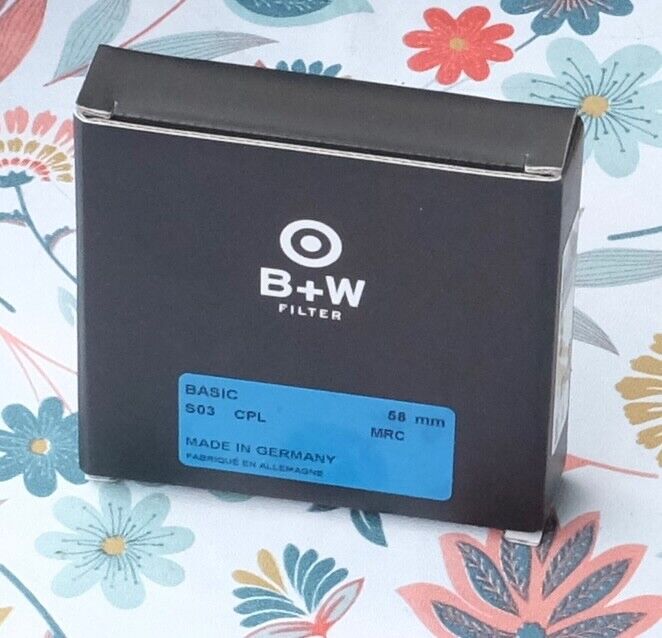 B+W
FILTER
BASIC
S03 CPL 58 mm
MRC
MADE IN GERMANY
FABRIQUÉ EN ALLEMAGNE